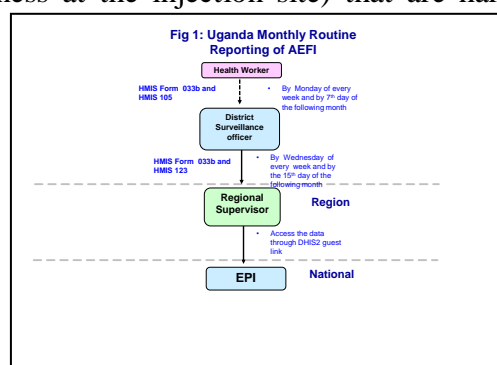 ness at the injection site) that are
Fig 1: Uganda Monthly Routine
Reporting of AEFI
Health Worker
HMIS Form 033b and
HMIS 105
• By Monday of every
week and by 7th day of
the following month
District
Surveillance
officer
HMIS Form 033b and
HMIS 123
• By Wednesday of
every week and by
the 15th day of the
following month
Regional
Supervisor
Region
• Access the data
through DHIS2 guest
link
EPI
National